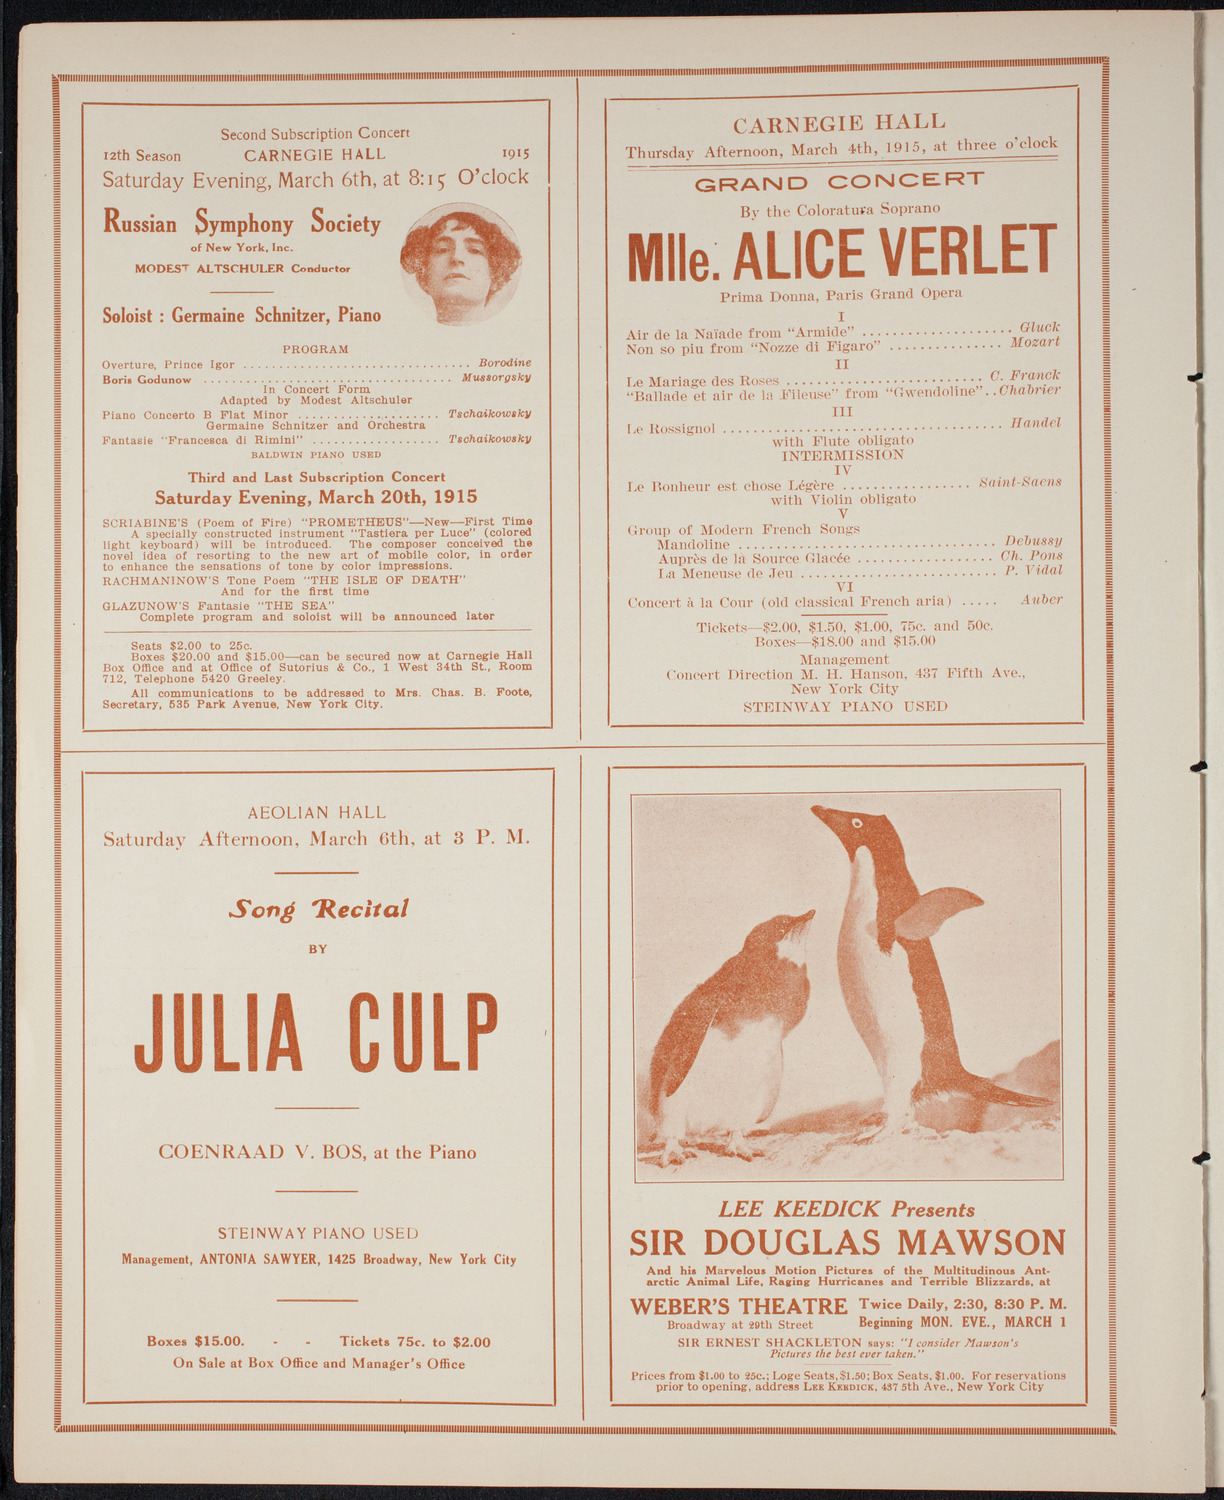 Second Subscription Concert
12th Season CARNEGIE HALL 1915
Saturday Evening, March 6th, at 8:15 O'clock
Russian Symphony Society
of New York, Inc.
MODEST ALTSCHULER Conductor
Soloist : Germaine Schnitzer, Piano
PROGRAM
Overture, Prince Igor .............................. Borodine
Boris Godunow .................................. Mussorgsky
In Concert Form
Adapted by Modest Altschuler
Piano Concerto B Flat Minor ................... Tschaikowsky
Germaine Schnitzer and Orchestra
Fantasie "Francesca di Rimini" ................. Tschaikowsky
BALDWIN PIANO USED
Third and Last Subscription Concert
Saturday Evening, March 20th, 1915
SCRIABINE'S (Poem of Fire) "PROMETHEUS"—New—First Time
A specially constructed instrument "Tastiera per Luce" (colored
light keyboard) will be introduced. The composer conceived the
novel idea of resorting to the new art of mobile color, in order
to enhance the sensations of tone by color impressions.
RACHMANINOW'S Tone Poem "THE ISLE OF DEATH"
And for the first time
GLAZUNOW'S Fantasie "THE SEA"
Complete program and soloist will be announced later
Seats $2.00 to 25c.
Boxes $20.00 and $15.00—can be secured now at Carnegie Hall
Box Office and at Office of Sutorius & Co., 1 West 34th St., Room
712, Telephone 5420 Greeley.
All communications to be addressed to Mrs. Chas. B. Foote,
Secretary, 535 Park Avenue, New York City.
CARNEGIE HALL
Thursday Afternoon, March 4th, 1915, at three o'clock
GRAND CONCERT
By the Coloratura Soprano
Mlle. ALICE VERLET
Prima Donna, Paris Grand Opera
I
Air de la Naïade from "Armide" .................... Gluck
Non so piu from "Nozze di Figaro" ............... Mozart
II
Le Mariage des Roses .......................... C. Franck
"Ballade et air de la Fileuse" from "Gwendoline"..Chabrier
III
Le Rossignol ..................................... Handel
with Flute obligato
INTERMISSION
IV
Le Bonheur est chose Légère ................. Saint-Saens
with Violin obligato
V
Group of Modern French Songs
Mandoline .................................. Debussy
Auprès de la Source Glacée .................. Ch. Pons
La Meneuse de Jeu .......................... P. Vidal
VI
Concert à la Cour (old classical French aria) ..... Auber
Tickets—$2.00, $1.50, $1.00, 75c. and 50c.
Boxes—$18.00 and $15.00
Management
Concert Direction M. H. Hanson, 437 Fifth Ave.,
New York City
STEINWAY PIANO USED
AEOLIAN HALL
Saturday Afternoon, March 6th, at 3 P. M.
Song Recital
BY
JULIA CULP
COENRAAD V. BOS, at the Piano
STEINWAY PIANO USED
Management, ANTONIA SAWYER, 1425 Broadway, New York City
Boxes $15.00. - - Tickets 75c. to $2.00
On Sale at Box Office and Manager's Office
LEE KEEDICK Presents
SIR DOUGLAS MAWSON
And his Marvelous Motion Pictures of the Multitudinous Ant-
arctic Animal Life, Raging Hurricanes and Terrible Blizzards, at
WEBER'S THEATRE Twice Daily, 2:30, 8:30 P. M.
Broadway at 29th Street Beginning MON. EVE., MARCH 1
SIR ERNEST SHACKLETON says: "I consider Mawson's
Pictures the best ever taken."
Prices from $1.00 to 25c.; Loge Seats, $1.50; Box Seats, $1.00. For reservations
prior to opening, address LEE KEEDICK, 437 5th Ave., New York City